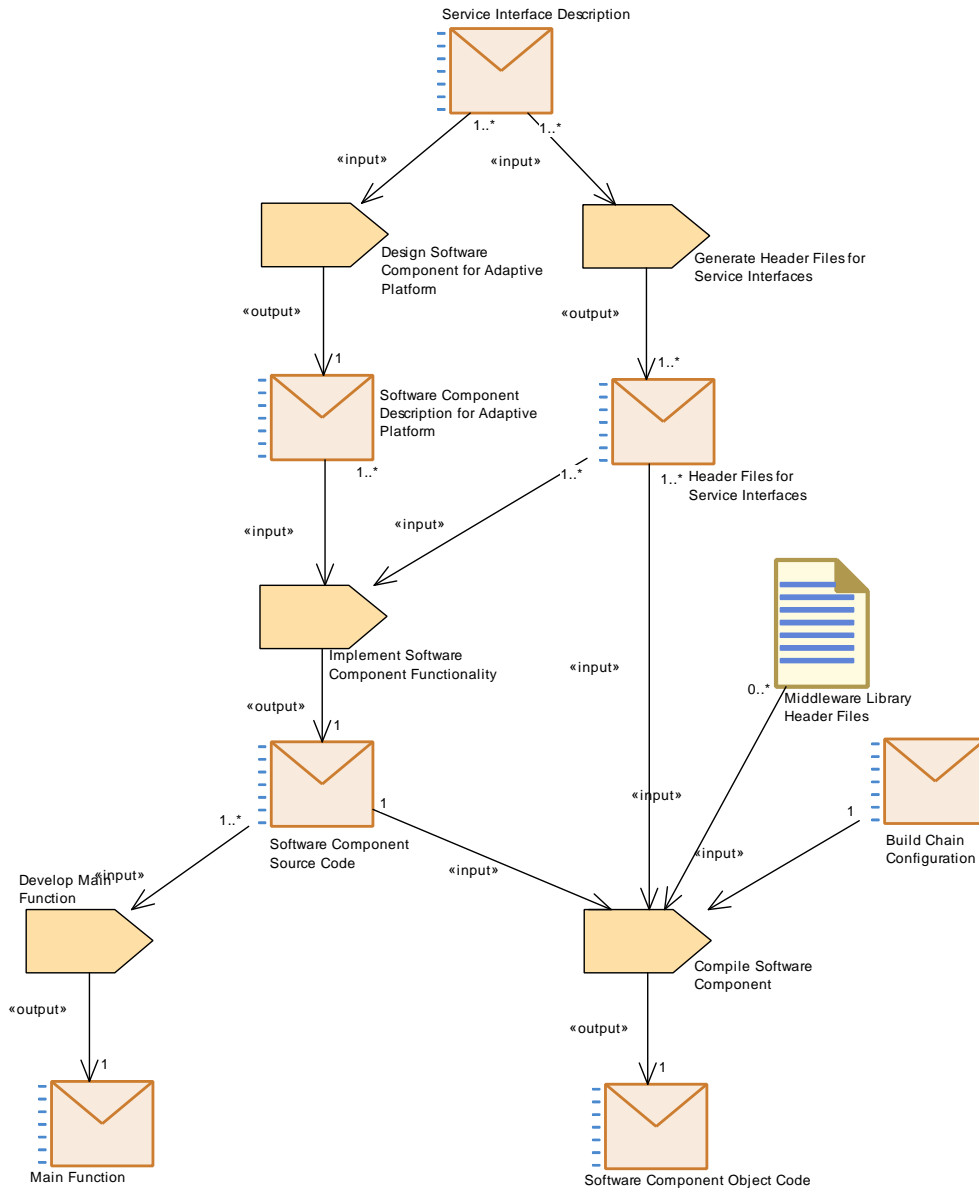 Service Interface Description
1..*
1..*
«input»
«input»
Design Software
Component for Adaptive
Platform
Generate Header Files for
Service Interfaces
«output»
«output»
1
1..*
Software Component
Description for Adaptive
Platform
1..*
1..*
1..*
Header Files for
Service Interfaces
«input»
«input»
Implement Software
Component Functionality
«input»
0..*
Middleware Library
Header Files
«output»
1
«input»
1
1..*
1
Software Component
Source Code
Build Chain
Configuration
«input»
«input»
«input»
Develop Main
Function
Compile Software
Component
«output»
«output»
1
1
Main Function
Software Component Object Code